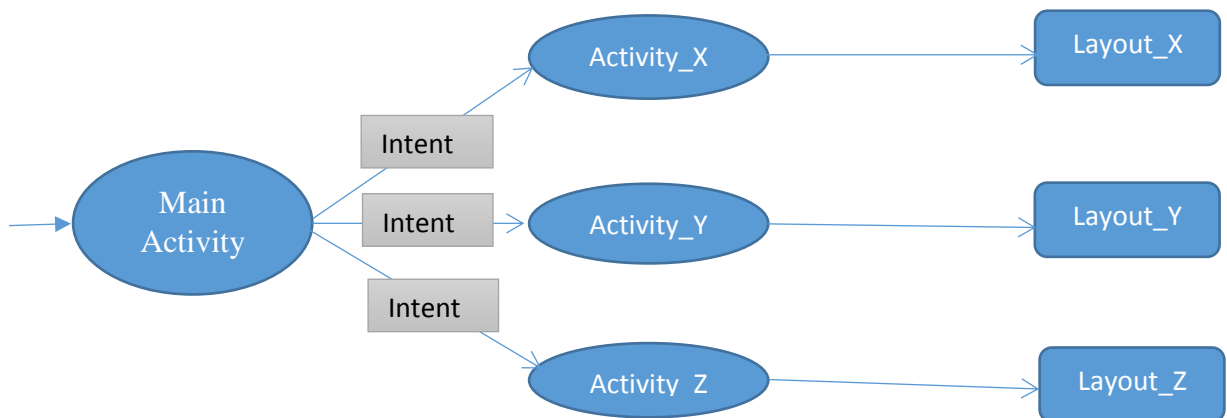 Activity_X
Layout_X
Intent
Main
Activity
Intent
Activity_Y
Layout_Y
Intent
Activity_Z
Layout_Z